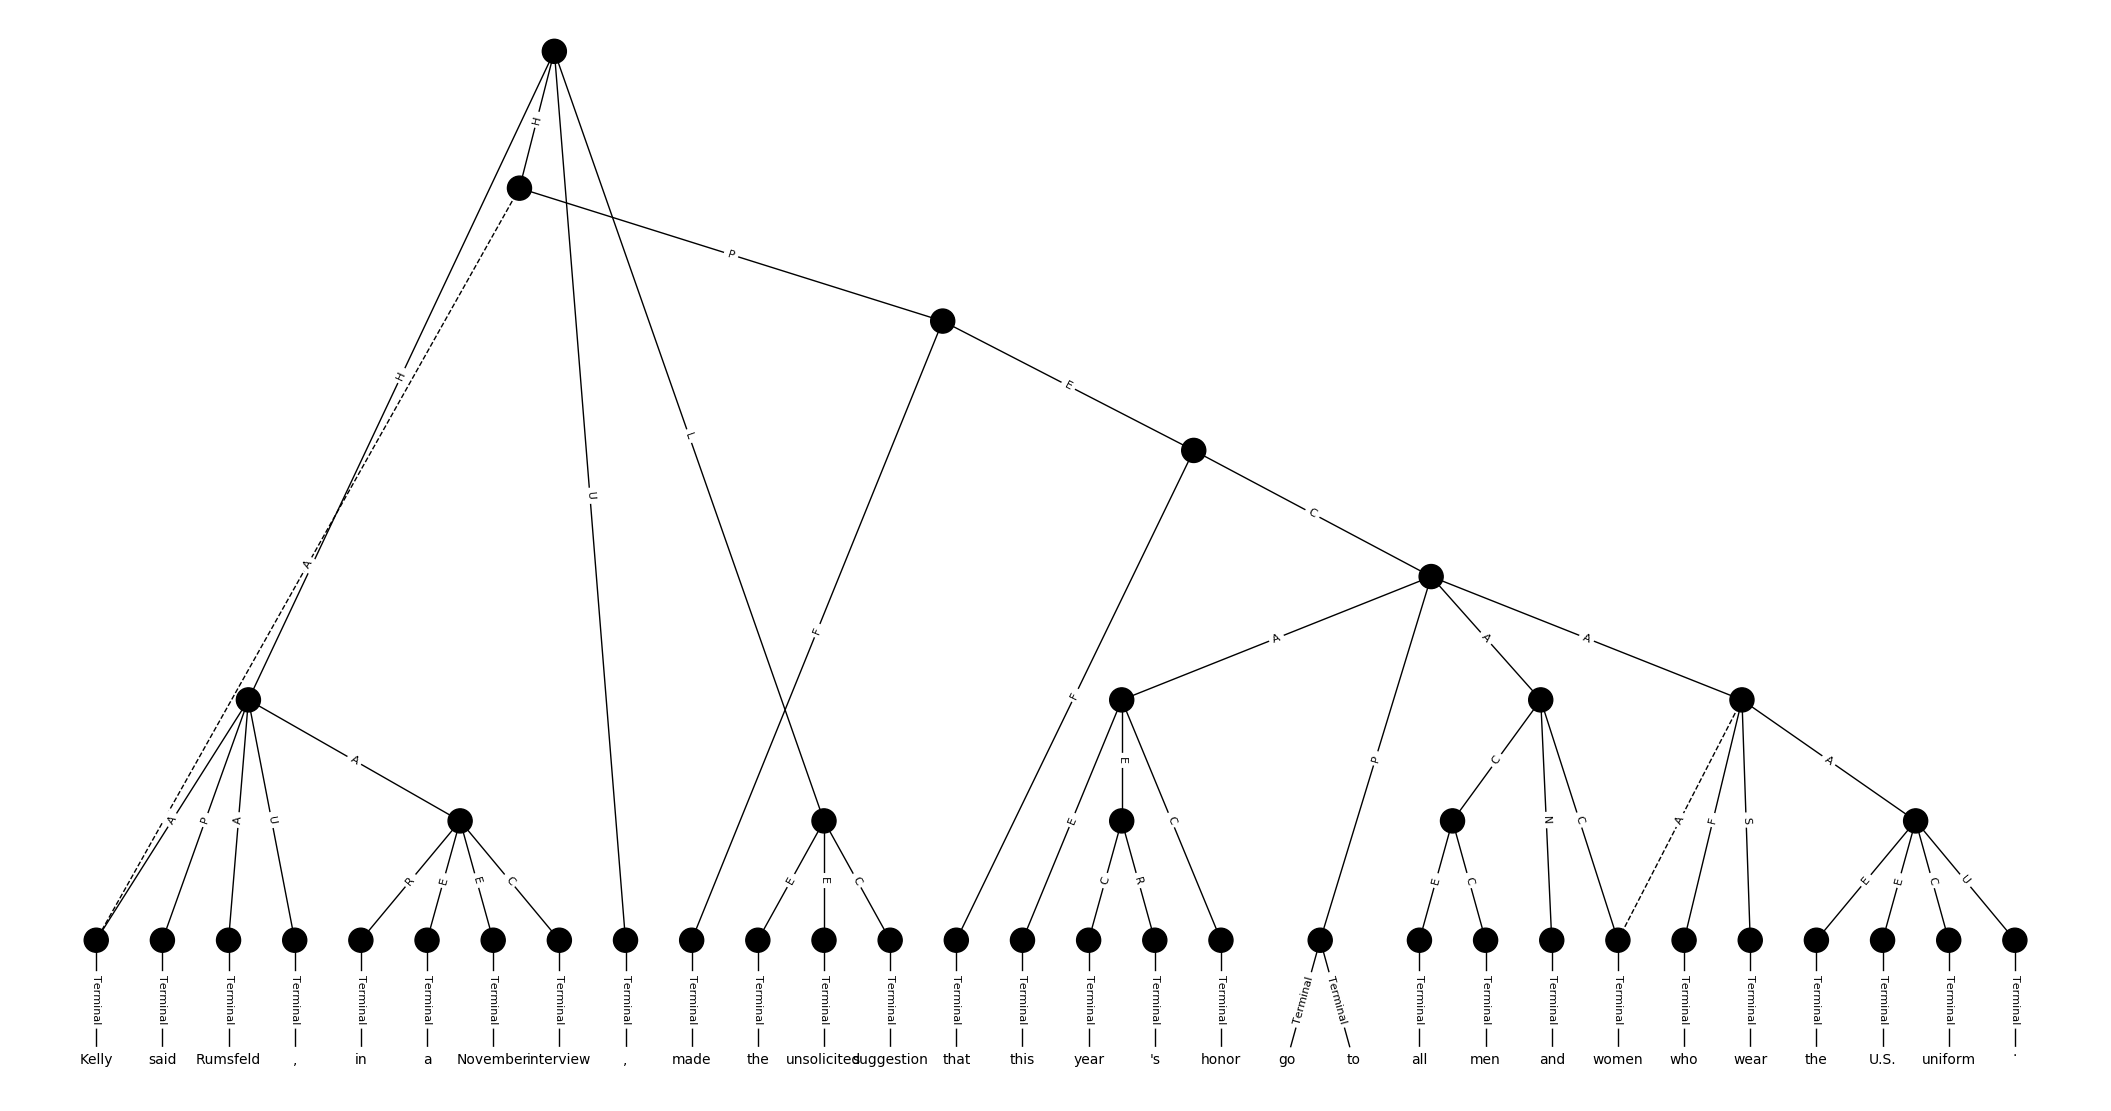 H
H
P
E
H
L
U
C
A
F
A
A
A
F
A
E
P
C
A
A
P
A
U
E
C
N
C
A
F
S
R
E
E
C
E
E
C
C
R
E
C
E
E
C
U
Terminal Terminal Terminal Terminal Terminal Terminal Terminal Terminal Terminal Terminal Terminal Terminal Terminal Terminal Terminal Terminal Terminal Terminal Terminal Terminal Terminal Terminal Terminal Terminal Terminal Terminal Terminal Terminal Terminal Terminal
Kelly said Rumsfeld , in a November interview , made the unsolicited suggestion that this year 's honor go to all men and women who wear the U.S. uniform .